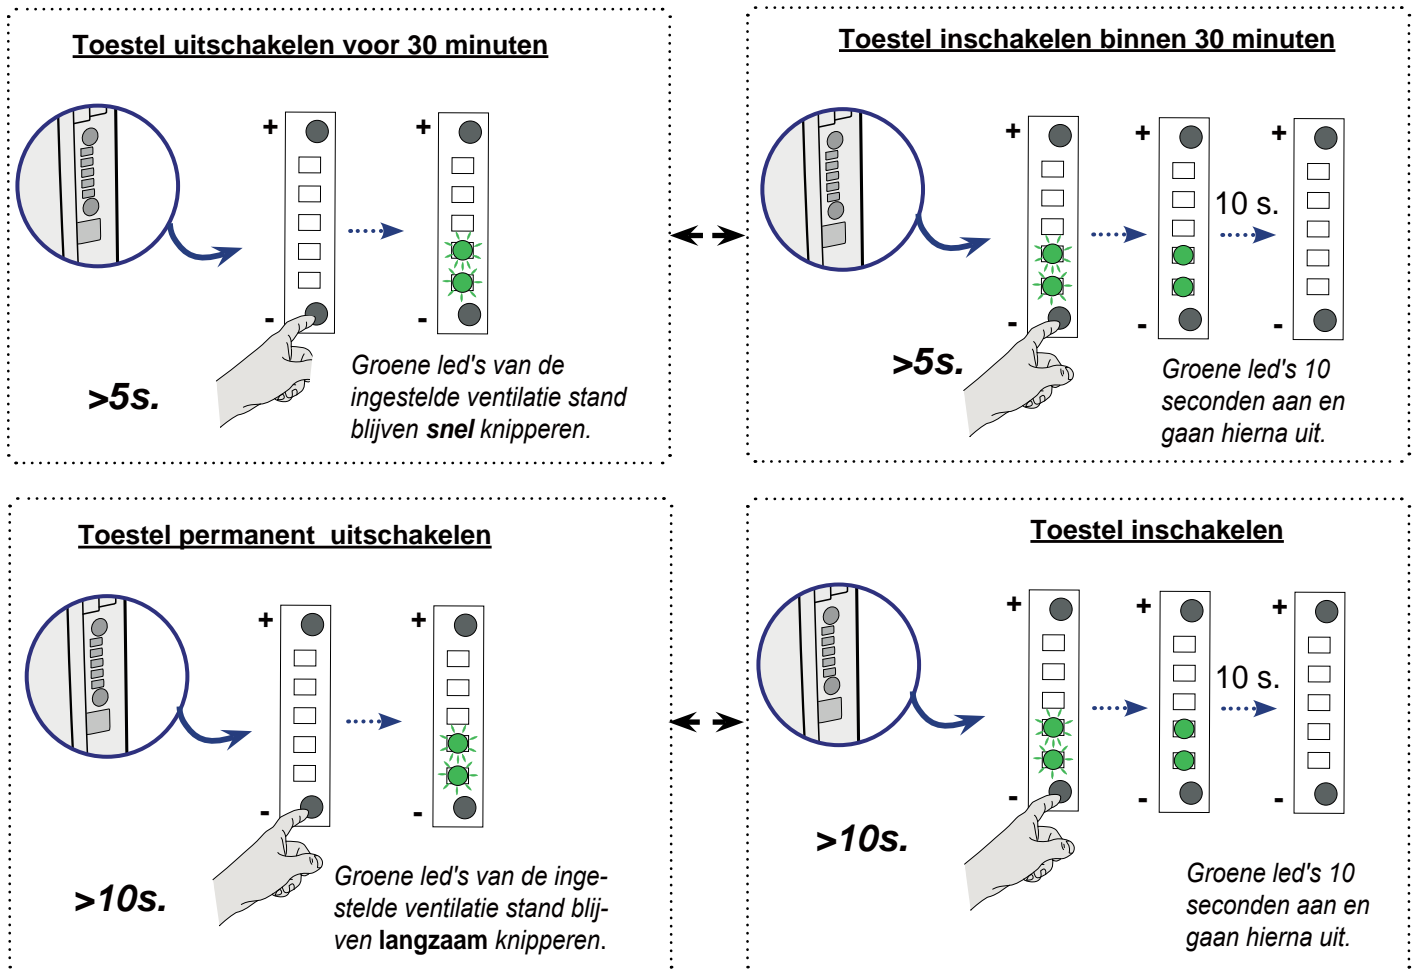 Toestel uitschakelen voor 30 minuten
+
+
-
-
>5s.
Groene led's van de
ingestelde ventilatie stand
blijven snel knipperen.
Toestel inschakelen binnen 30 minuten
+
+
+
10 s.
-
-
-
>5s.
Groene led's 10
seconden aan en
gaan hierna uit.
Toestel permanent uitschakelen
+
+
-
-
>10s.
Groene led's van de inge-
stelde ventilatie stand blij-
ven langzaam knipperen.
Toestel inschakelen
+
+
+
10 s.
-
-
-
>10s.
Groene led's 10
seconden aan en
gaan hierna uit.